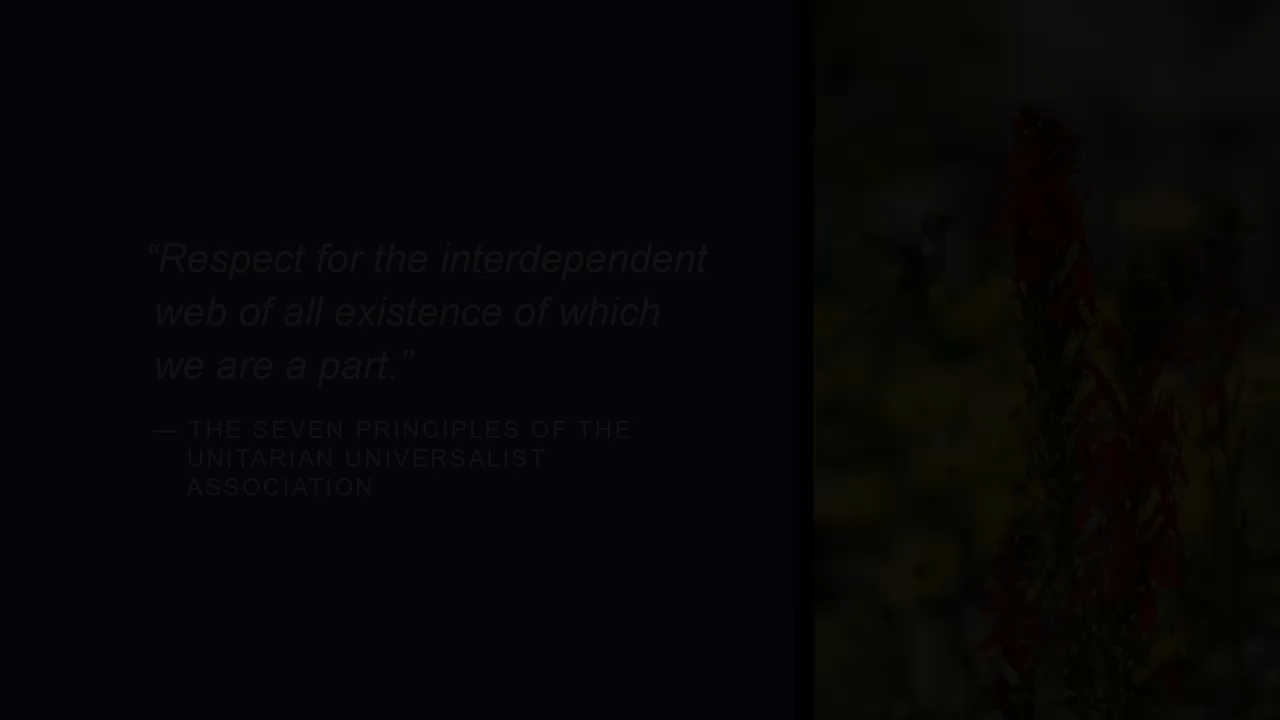 “Respect for the interdependent
web of all existence of which
we are a part.”
— THE SEVEN PRINCIPLES OF THE
UNITARIAN UNIVERSALIST
ASSOCIATION